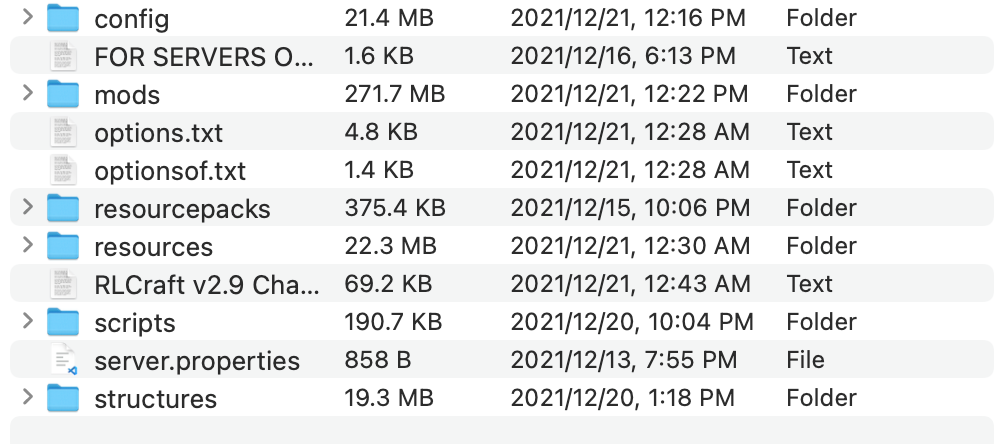 config 21.4 MB 2021/12/21, 12:16 PM Folder
FOR SERVERS O... 1.6 KB 2021/12/16, 6:13 PM Text
mods 271.7 MB 2021/12/21, 12:22 PM Folder
options.txt 4.8 KB 2021/12/21, 12:28 AM Text
optionsof.txt 1.4 KB 2021/12/21, 12:28 AM Text
resourcepacks 375.4 KB 2021/12/15, 10:06 PM Folder
resources 22.3 MB 2021/12/21, 12:30 AM Folder
RLCraft v2.9 Cha... 69.2 KB 2021/12/21, 12:43 AM Text
scripts 190.7 KB 2021/12/20, 10:04 PM Folder
server.properties 858 B 2021/12/13, 7:55 PM File
structures 19.3 MB 2021/12/20, 1:18 PM Folder